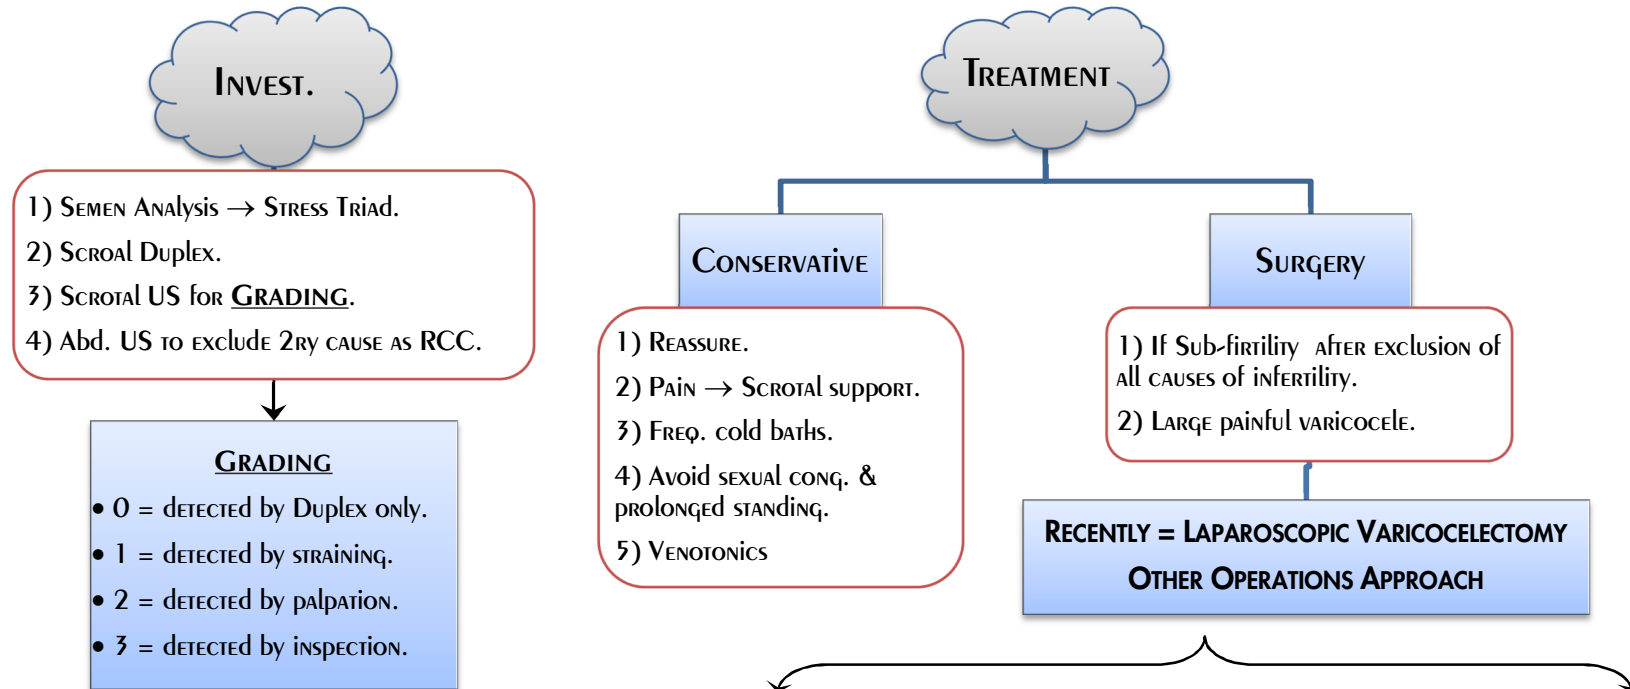 Invest.
1) Semen Analysis → Stress Triad.
2) Scroal Duplex.
3) Scrotal US for Grading.
4) Abd. US to exclude 2ry cause as RCC.
Grading
• 0 = detected by Duplex only.
• 1 = detected by straining.
• 2 = detected by palpation.
• 3 = detected by inspection.
Treatment
Conservative
1) Reassure.
2) Pain → Scrotal support.
3) Freq. cold baths.
4) Avoid sexual cong. &
prolonged standing.
5) Venotonics
Surgery
1) If Sub-firtility after exclusion of
all causes of infertility.
2) Large painful varicocele.
Recently = Laparoscopic Varicocelectomy
Other Operations Approach